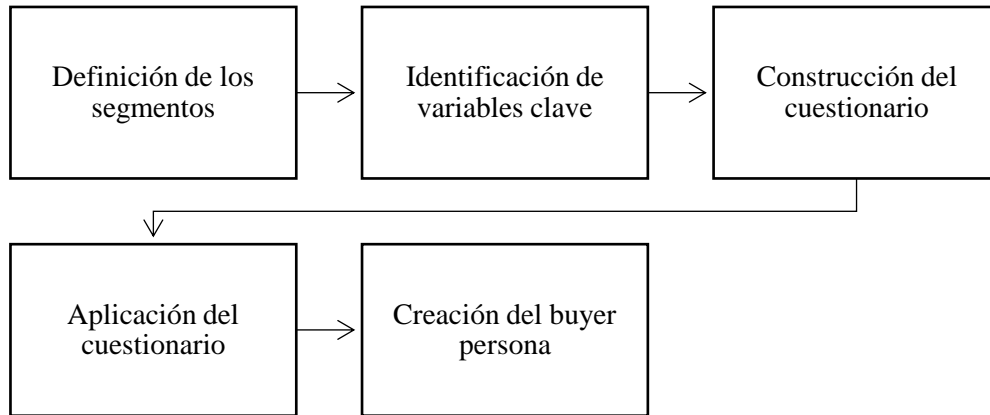 Definición de los
segmentos
Identificación de
variables clave
Construcción del
cuestionario
Aplicación del
cuestionario
Creación del buyer
persona